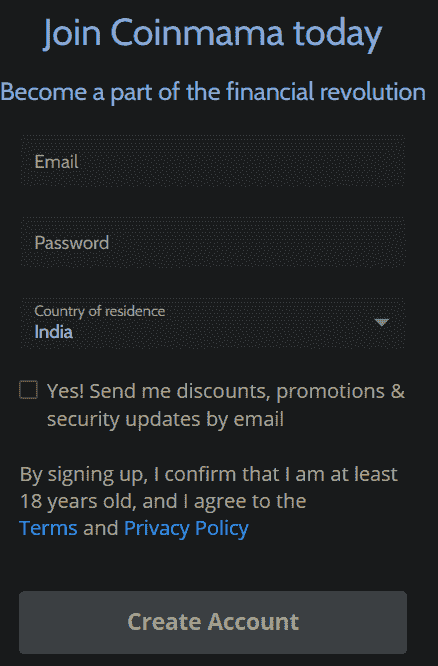 Join Coinmama today
Become a part of the financial revolution
Email
Password
Country of residence
India
Yes! Send me discounts, promotions &
security updates by email
By signing up, I confirm that I am at least
18 years old, and I agree to the
Terms and Privacy Policy
Create Account